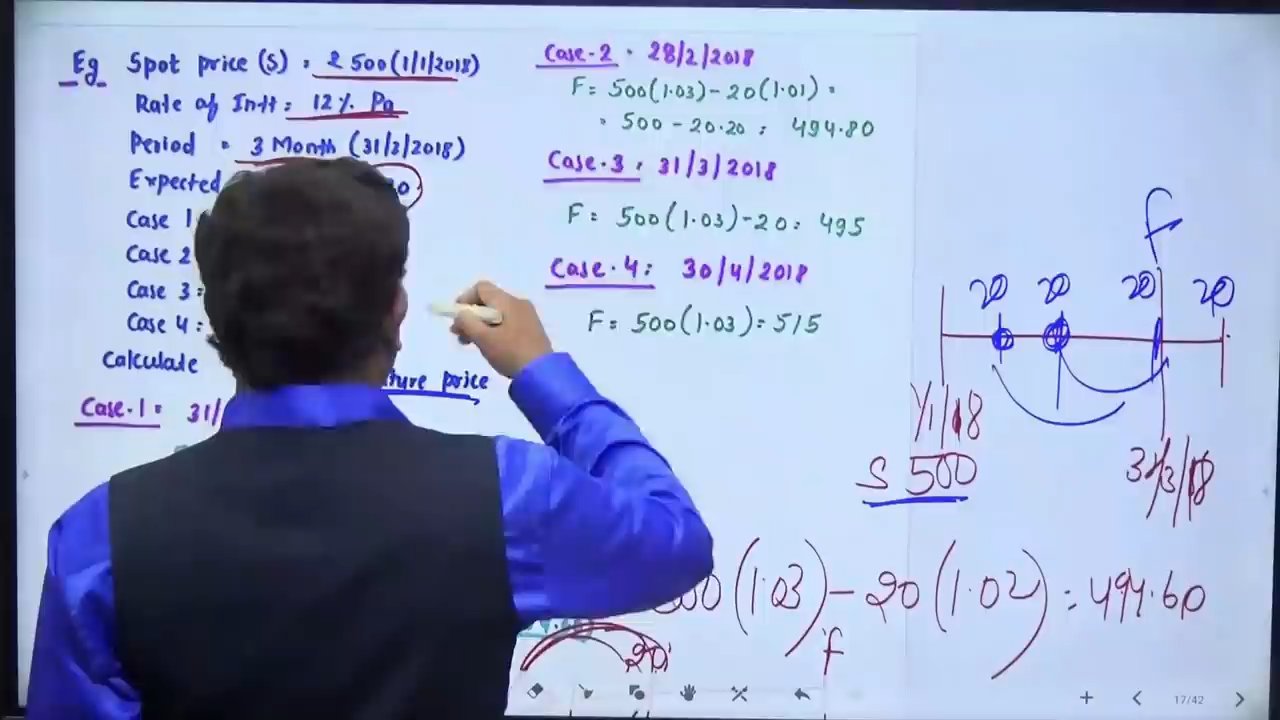 Eg Spot price (S) : ₹ 500 (1/1/2018)
Rate of Intt : 12% Pa
Period = 3 Month (31/3/2018)
Expected
Case 1
Case 2
Case 3 :
Case 4 :
Calculate
ture price
Case-1 : 31/
Case-2 : 28/2/2018
F = 500(1.03) - 20(1.01) =
= 500 - 20.20 : 494.80
Case-3 : 31/3/2018
F = 500(1.03) - 20 : 495
Case-4 : 30/4/2018
F = 500(1.03) = 515
f
20 20 20 20
1/1/18
31/3/18
S 500
00 (1.03) - 20 (1.02) = 494.60
f
20
17/42